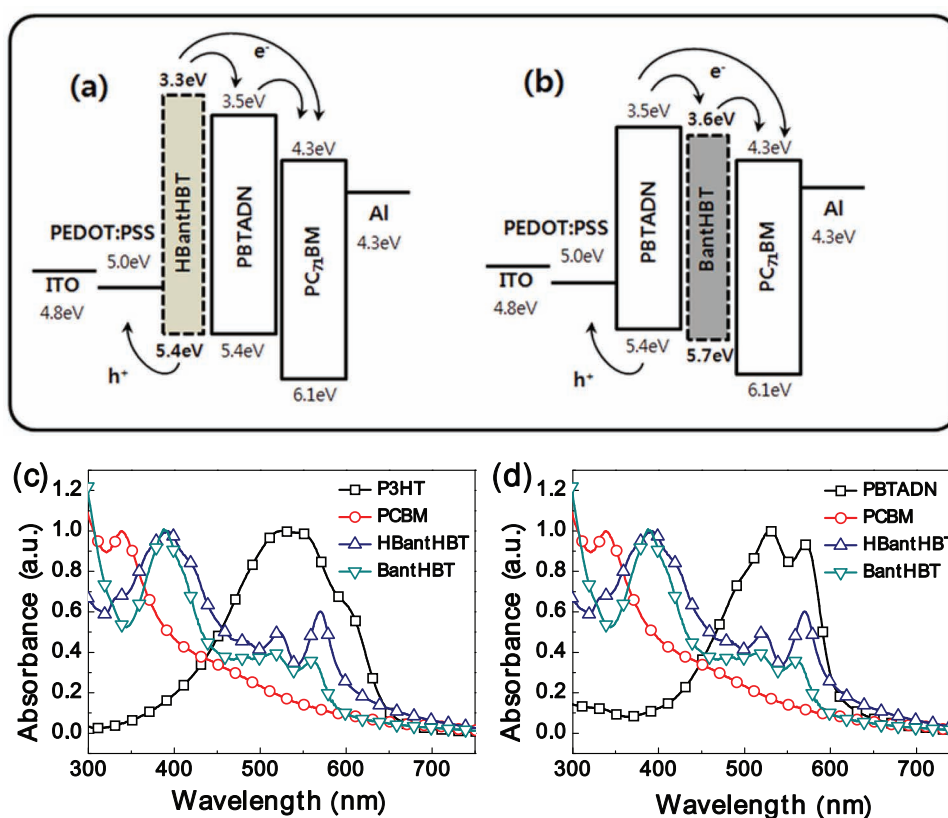 (a)
e-
3.3eV
3.5eV
4.3eV
HBantHBT
PBTADN
PC71BM
Al
4.3eV
PEDOT:PSS
5.0eV
ITO
4.8eV
5.4eV
5.4eV
h+
6.1eV
(b)
e-
3.5eV
3.6eV
4.3eV
PBTADN
BantHBT
PC71BM
Al
4.3eV
PEDOT:PSS
5.0eV
ITO
4.8eV
5.4eV
5.7eV
h+
6.1eV
(c)
1.2
1.0
0.8
0.6
0.4
0.2
0.0
Absorbance (a.u.)
P3HT
PCBM
HBantHBT
BantHBT
300 400 500 600 700
Wavelength (nm)
(d)
1.2
1.0
0.8
0.6
0.4
0.2
0.0
Absorbance (a.u.)
PBTADN
PCBM
HBantHBT
BantHBT
300 400 500 600 700
Wavelength (nm)